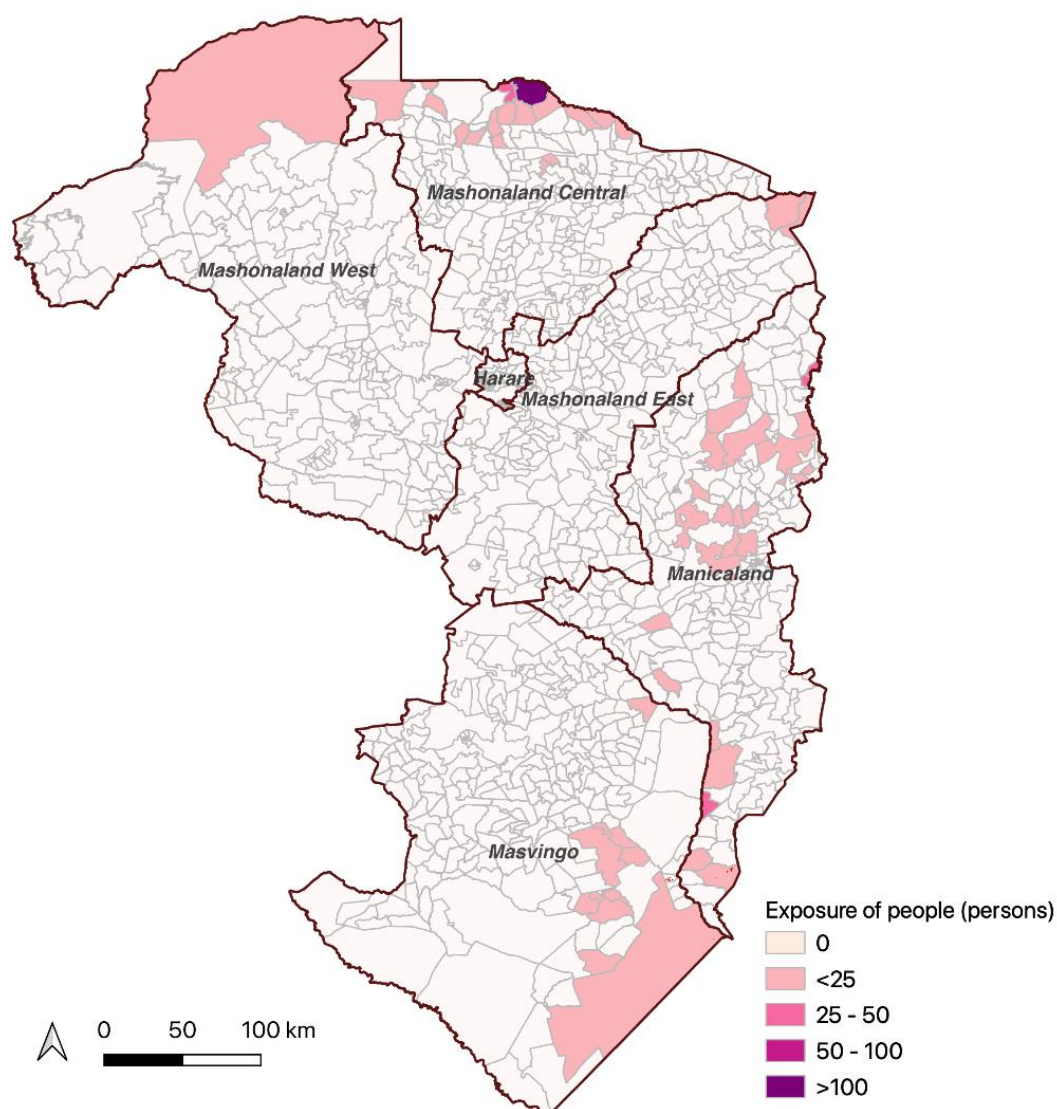 Mashonaland Central
Mashonaland West
Harare
Mashonaland East
Manicaland
Masvingo
Exposure of people (persons)
0
<25
25 - 50
50 - 100
>100
0 50 100 km